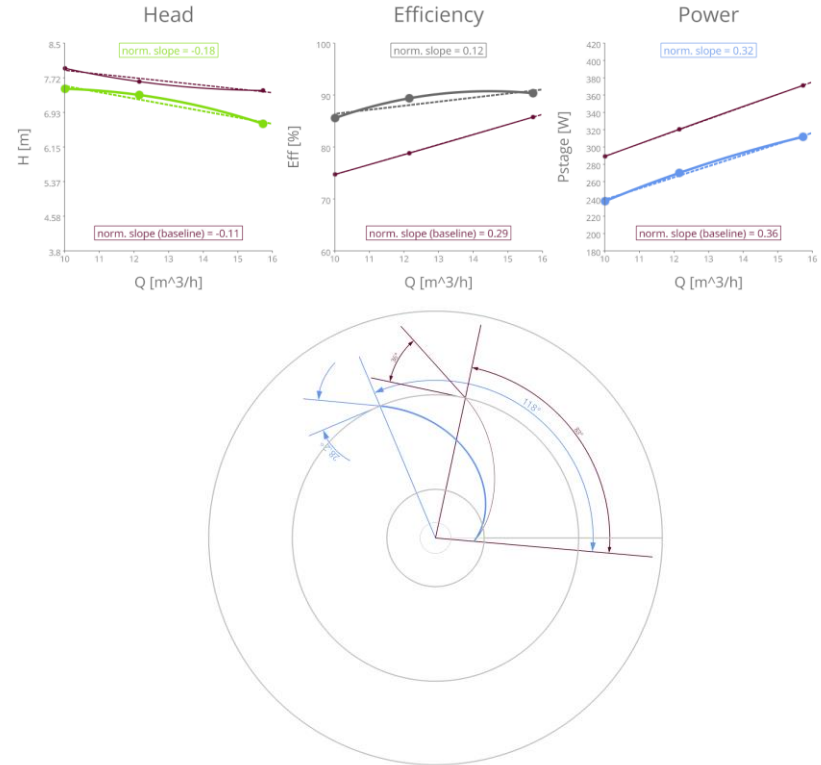 Head
Efficiency
Power
norm. slope = -0.18
norm. slope = 0.12
norm. slope = 0.32
H [m]
8.5
7.72
6.93
6.15
5.37
4.58
3.8
norm. slope (baseline) = -0.11
10 11 12 13 14 15 16
Q [m^3/h]
Eff [%]
100
90
80
70
60
norm. slope (baseline) = 0.29
10 11 12 13 14 15 16
Q [m^3/h]
Pstage [W]
420
400
380
360
340
320
300
280
260
240
220
200
180
norm. slope (baseline) = 0.36
10 11 12 13 14 15 16
Q [m^3/h]
36°
118°